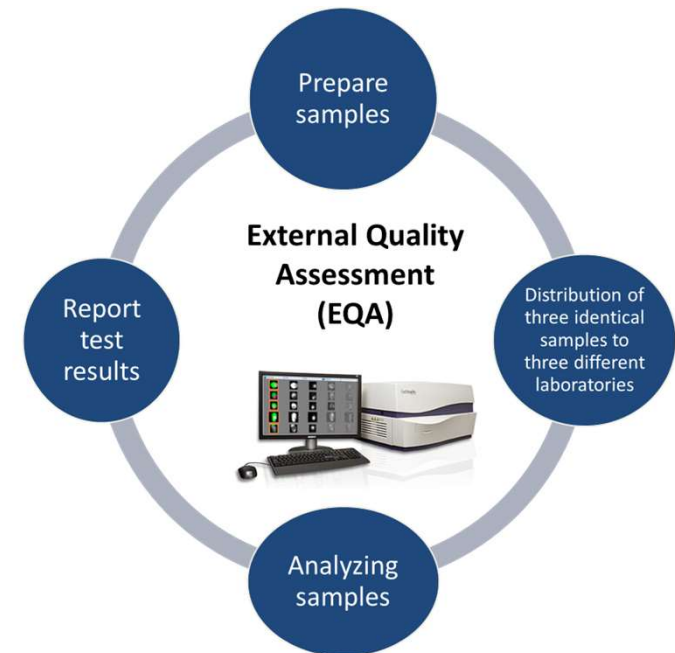 Prepare
samples
External Quality
Assessment
(EQA)
Distribution of
three identical
samples to
three different
laboratories
Report
test
results
Analyzing
samples